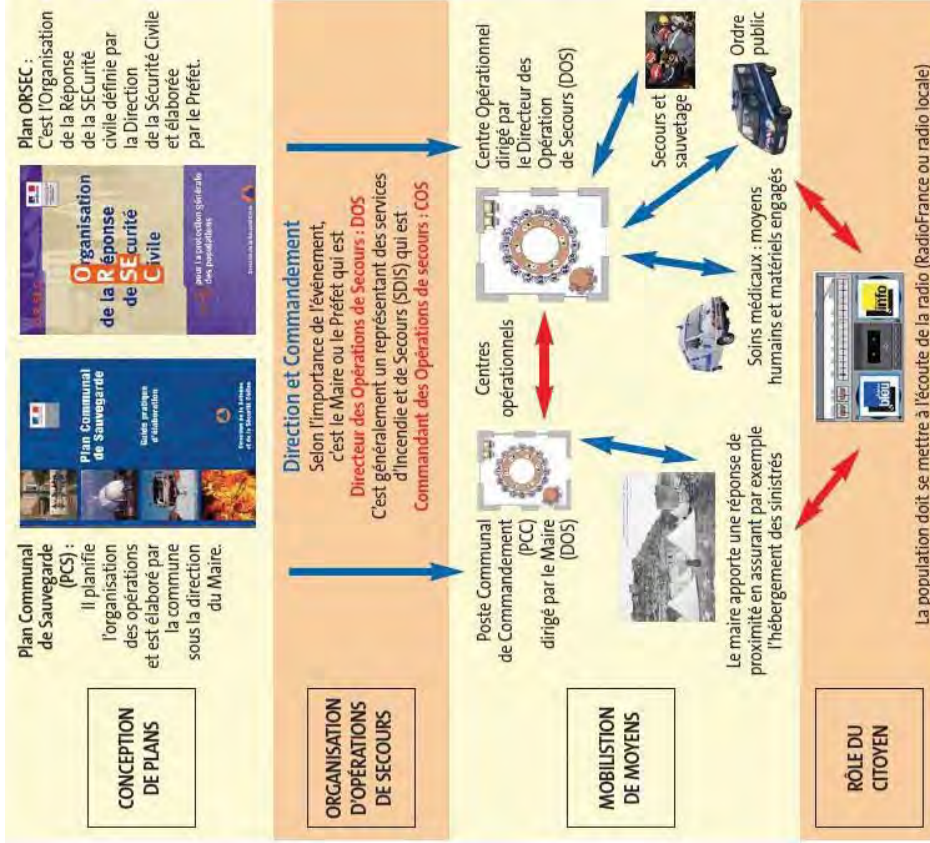 CONCEPTION
DE PLANS
Plan Communal
de Sauvegarde
(PCS) :
Il planifie
l'organisation
des opérations
et est élaboré par
la commune
sous la direction
du Maire.
Plan Communal
de Sauvegarde
Guide pratique
d'élaboration
Organisation
de la Réponse
de SÉcurité
Civile
pour la protection générale
des populations
Plan ORSEC :
C'est l'Organisation
de la Réponse
de la SECurité
civile définie par
la Direction
de la Sécurité Civile
et élaborée
par le Préfet.
ORGANISATION
D'OPÉRATIONS
DE SECOURS
Direction et Commandement
Selon l'importance de l'événement,
c'est le Maire ou le Préfet qui est
Directeur des Opérations de Secours : DOS
C'est généralement un représentant des services
d'Incendie et de Secours (SDIS) qui est
Commandant des Opérations de secours : COS
MOBILISTION
DE MOYENS
Poste Communal
de Commandement
(PCC)
dirigé par le Maire
(DOS)
Centres
opérationnels
Centre Opérationnel
dirigé par
le Directeur des
Opération
de Secours (DOS)
Le maire apporte une réponse de
proximité en assurant par exemple
l'hébergement des sinistrés
Soins médicaux : moyens
humains et matériels engagés
Secours et
sauvetage
Ordre
public
RÔLE DU
CITOYEN
bleu
info
La population doit se mettre à l'écoute de la radio (RadioFrance ou radio locale)